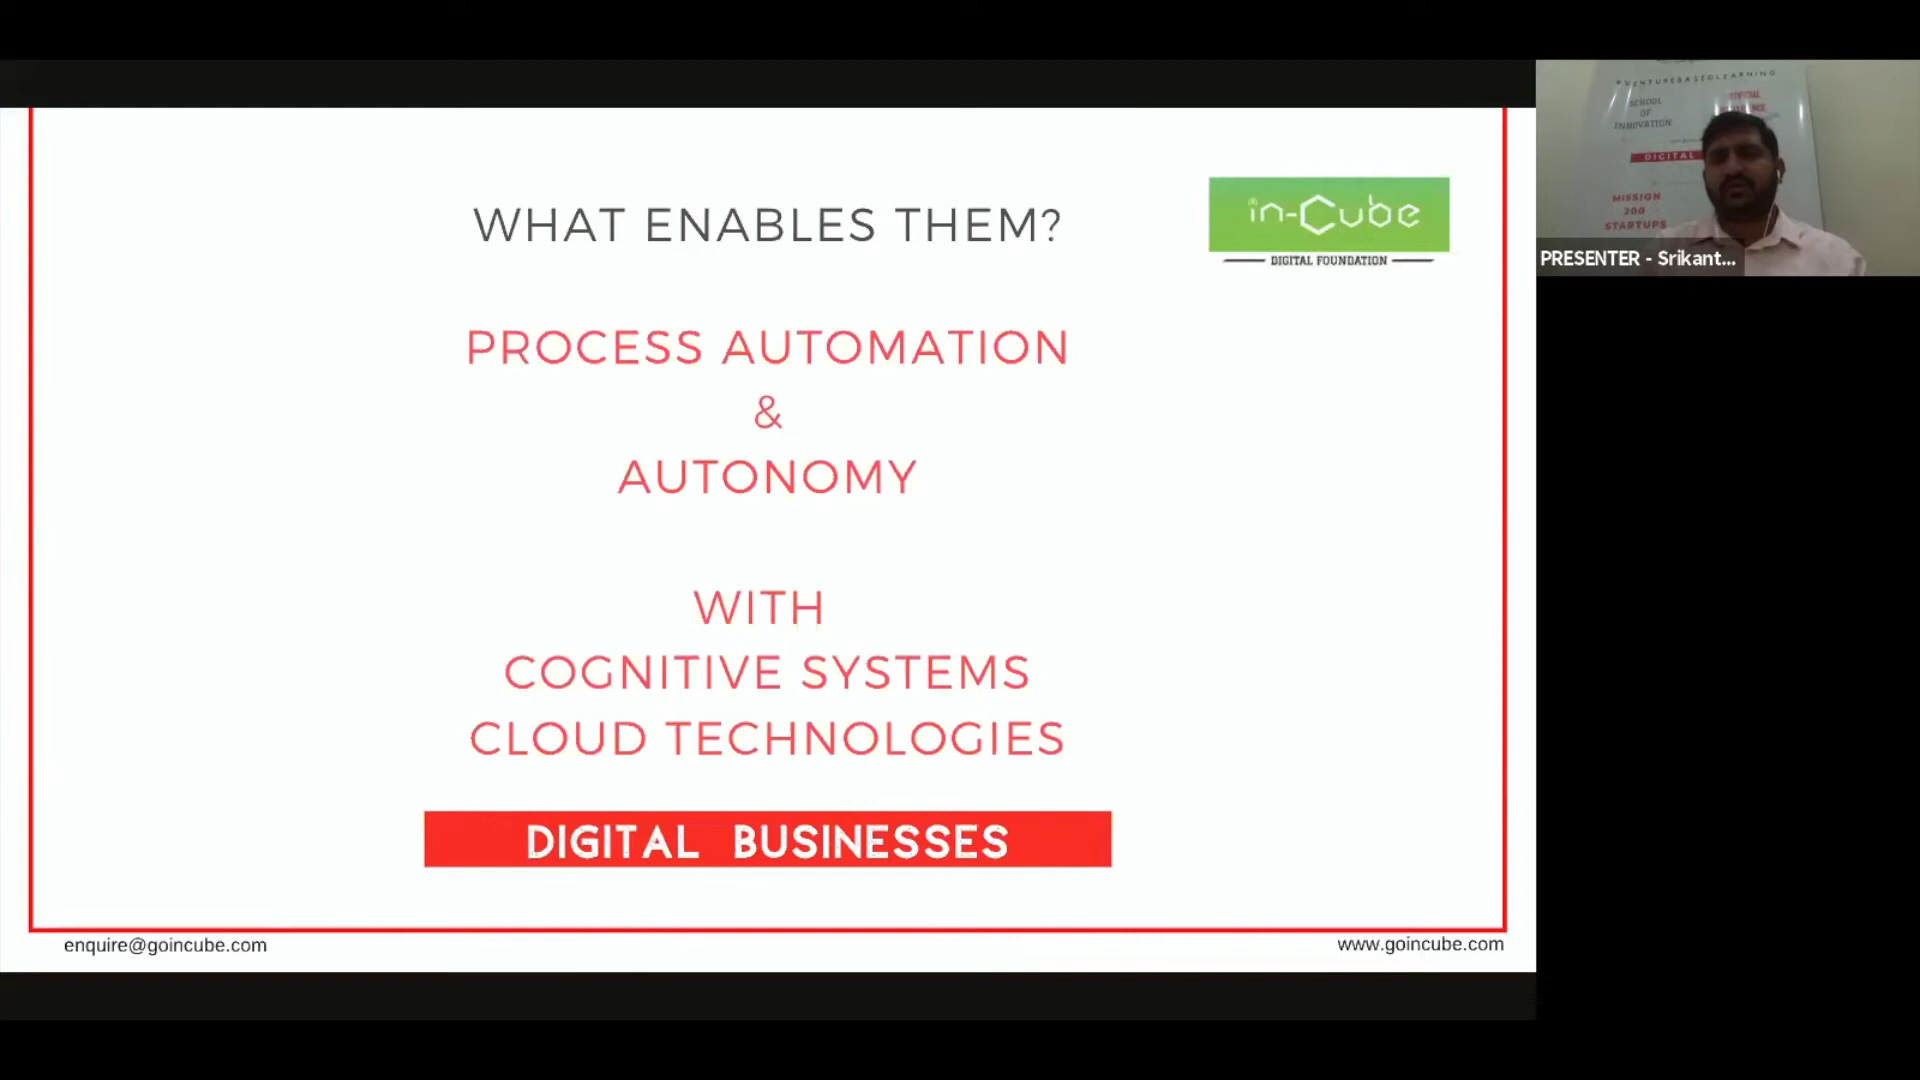 WHAT ENABLES THEM?
in-Cube
DIGITAL FOUNDATION
PROCESS AUTOMATION
&
AUTONOMY
WITH
COGNITIVE SYSTEMS
CLOUD TECHNOLOGIES
DIGITAL BUSINESSES
enquire@goincube.com
www.goincube.com
#VENTUREBASEDLEARNING
SCHOOL
OF
INNOVATION
DIGITAL
MISSION
200
STARTUPS
PRESENTER - Srikant...